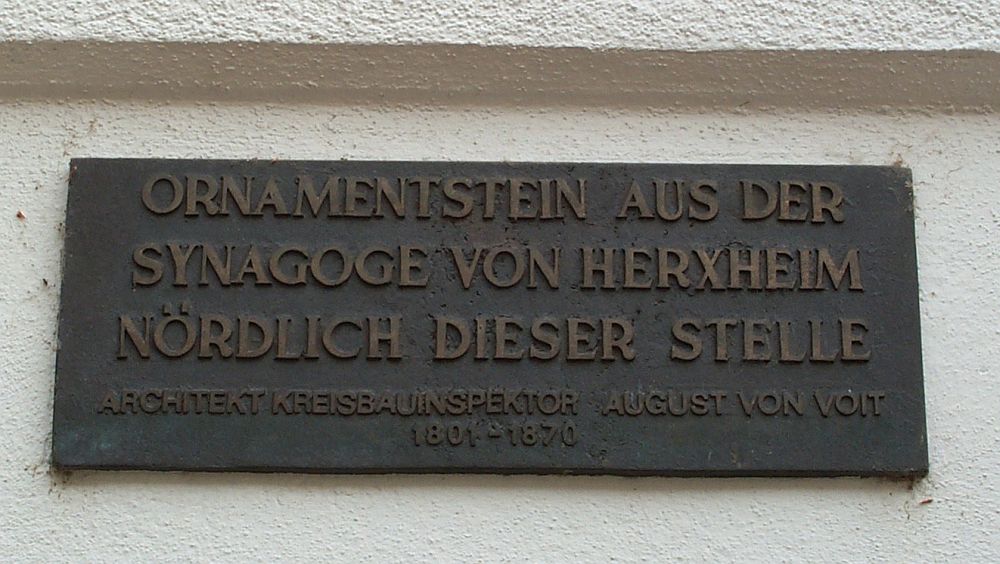 ORNAMENTSTEIN AUS DER
SYNAGOGE VON HERXHEIM
NÖRDLICH DIESER STELLE
ARCHITEKT KREISBAUINSPEKTOR AUGUST VON VOIT
1801-1870